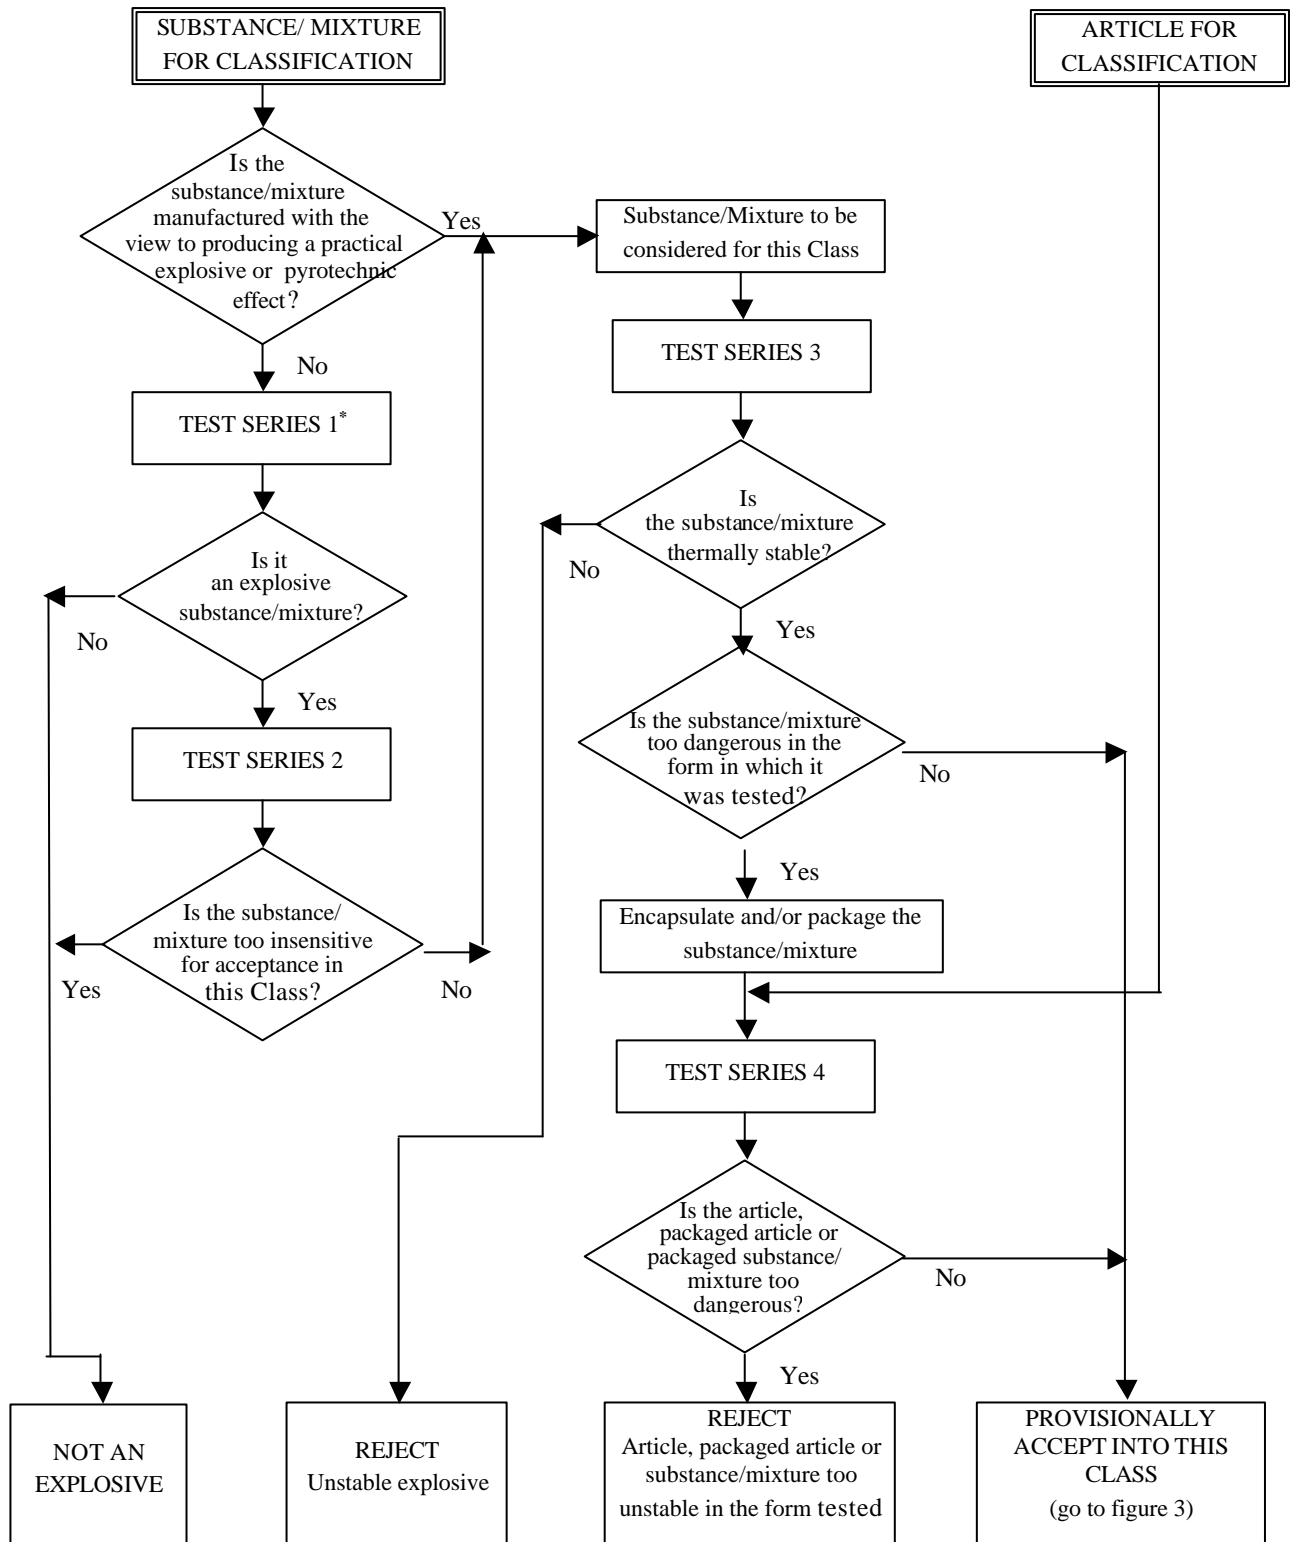 SUBSTANCE/ MIXTURE
FOR CLASSIFICATION
ARTICLE FOR
CLASSIFICATION
Is the
substance/mixture
manufactured with the
view to producing a practical
explosive or pyrotechnic
effect?
Yes
No
Substance/Mixture to be
considered for this Class
TEST SERIES 3
TEST SERIES 1*
Is
the substance/mixture
thermally stable?
No
Yes
Is it
an explosive
substance/mixture?
No
Yes
Is the substance/mixture
too dangerous in the
form in which it
was tested?
No
Yes
TEST SERIES 2
Is the substance/
mixture too insensitive
for acceptance in
this Class?
Yes
No
Encapsulate and/or package the
substance/mixture
TEST SERIES 4
Is the article,
packaged article or
packaged substance/
mixture too
dangerous?
No
Yes
NOT AN
EXPLOSIVE
REJECT
Unstable explosive
REJECT
Article, packaged article or
substance/mixture too
unstable in the form tested
PROVISIONALLY
ACCEPT INTO THIS
CLASS
(go to figure 3)